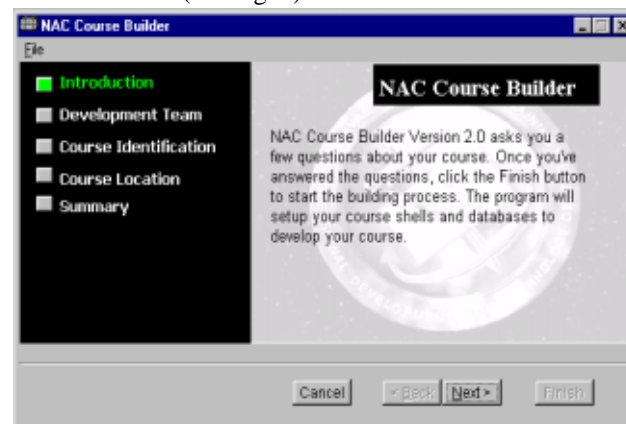 NAC Course Builder
File
Introduction
Development Team
Course Identification
Course Location
Summary
NAC Course Builder
NAC Course Builder Version 2.0 asks you a
few questions about your course. Once you've
answered the questions, click the Finish button
to start the building process. The program will
setup your course shells and databases to
develop your course.
Cancel
< Back
Next >
Finish